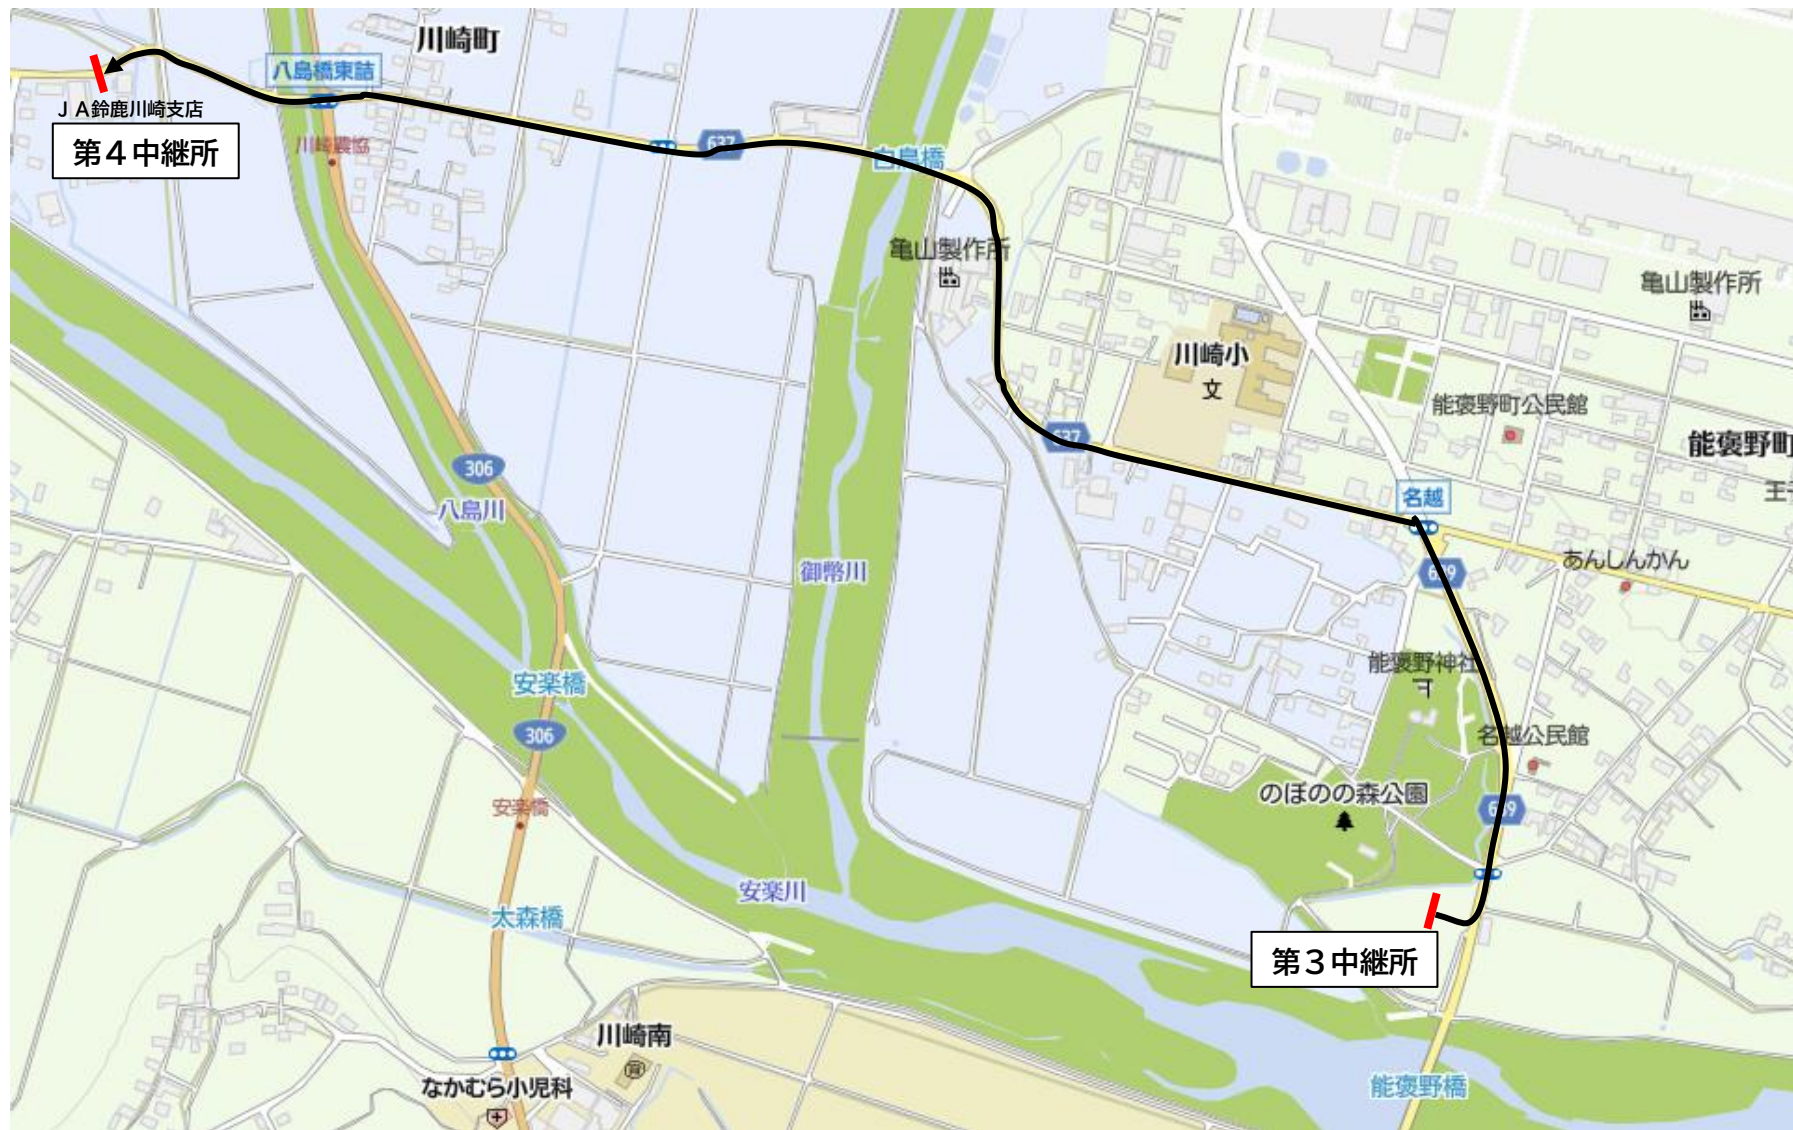 川崎町
八島橋東詰
ＪＡ鈴鹿川崎支店
第４中継所
川崎農協
637
白鳥橋
亀山製作所
亀山製作所
川崎小
文
能褒野町公民館
637
能褒野町
306
名越
八島川
あんしんかん
御幣川
639
能褒野神社
安楽橋
306
名越公民館
のぼのの森公園
639
安楽橋
安楽川
太森橋
第３中継所
川崎南
なかむら小児科
能褒野橋